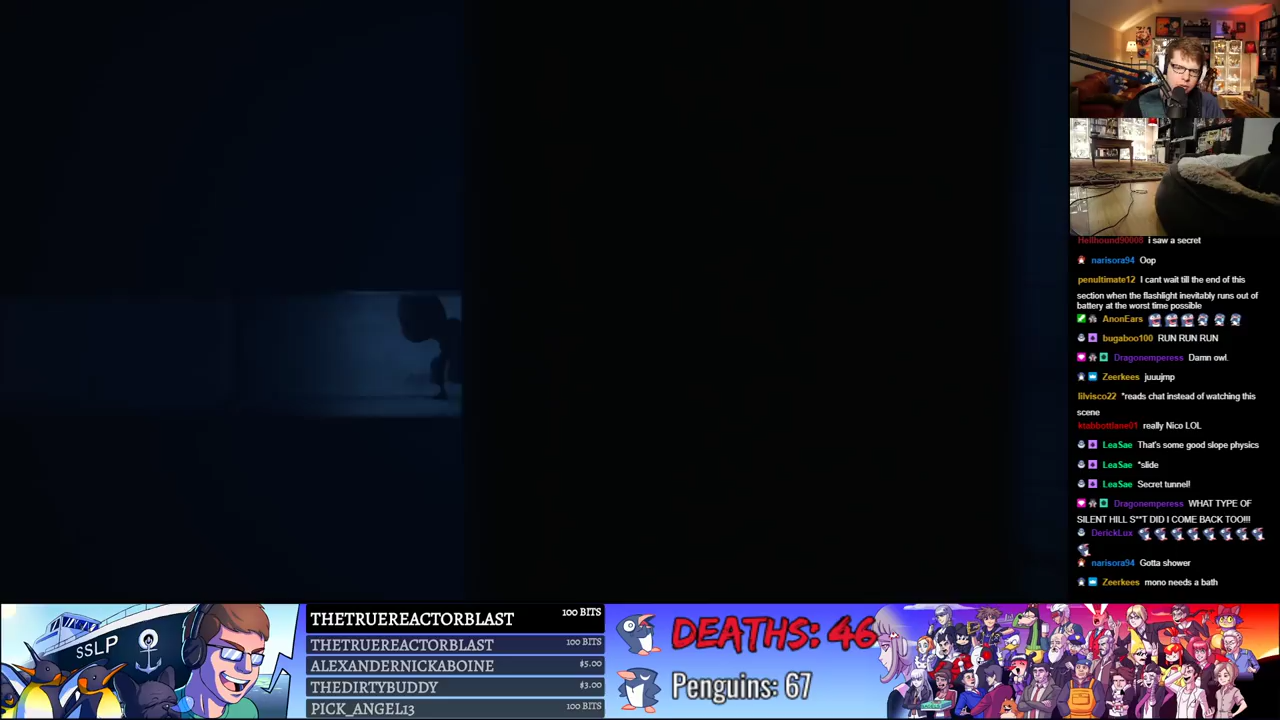 Hellhound90008 i saw a secret
narisora94 Oop
penultimate12 I cant wait till the end of this
section when the flashlight inevitably runs out of
battery at the worst time possible
AnonEars
bugaboo100 RUN RUN RUN
Dragonemperess: Damn owl.
Zeerkees juuujmp
lilvisco22 *reads chat instead of watching this
scene
ktabbottlane01 really Nico LOL
LeaSae That's some good slope physics
LeaSae *slide
LeaSae Secret tunnel!
Dragonemperess: WHAT TYPE OF
SILENT HILL S**T DID I COME BACK TOO!!!
DerickLux
narisora94 Gotta shower
Zeerkees mono needs a bath
SSLP
THETRUEREACTORBLAST 100 BITS
THETRUEREACTORBLAST 100 BITS
ALEXANDERNICKABOINE $5.00
THEDIRTYBUDDY $3.00
PICK_ANGEL13 100 BITS
DEATHS: 46
Penguins: 67